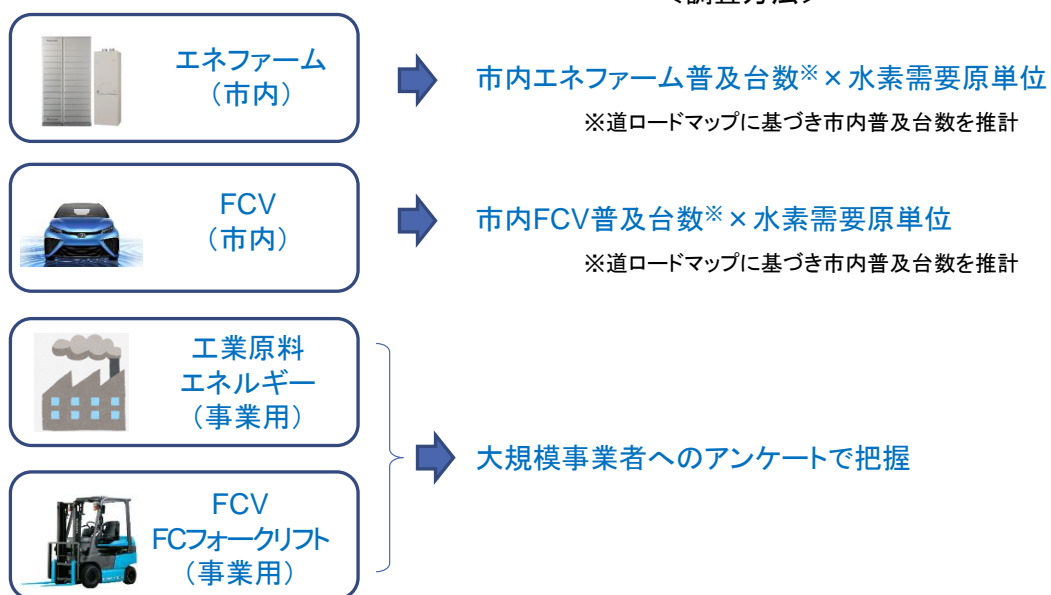 <調査方法>
エネファーム
（市内）
市内エネファーム普及台数※×水素需要原単位
※道ロードマップに基づき市内普及台数を推計
FCV
（市内）
市内FCV普及台数※×水素需要原単位
※道ロードマップに基づき市内普及台数を推計
工業原料
エネルギー
（事業用）
大規模事業者へのアンケートで把握
FCV
FCフォークリフト
（事業用）